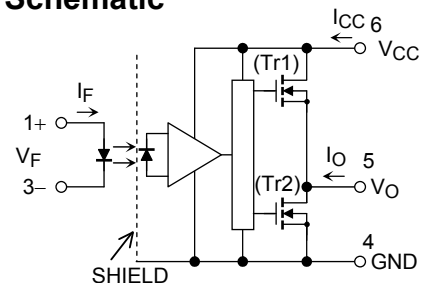 Schematic
ICC 6
VCC
(Tr1)
IF
1+
VF
3−
IO 5
(Tr2)
VO
4
GND
SHIELD